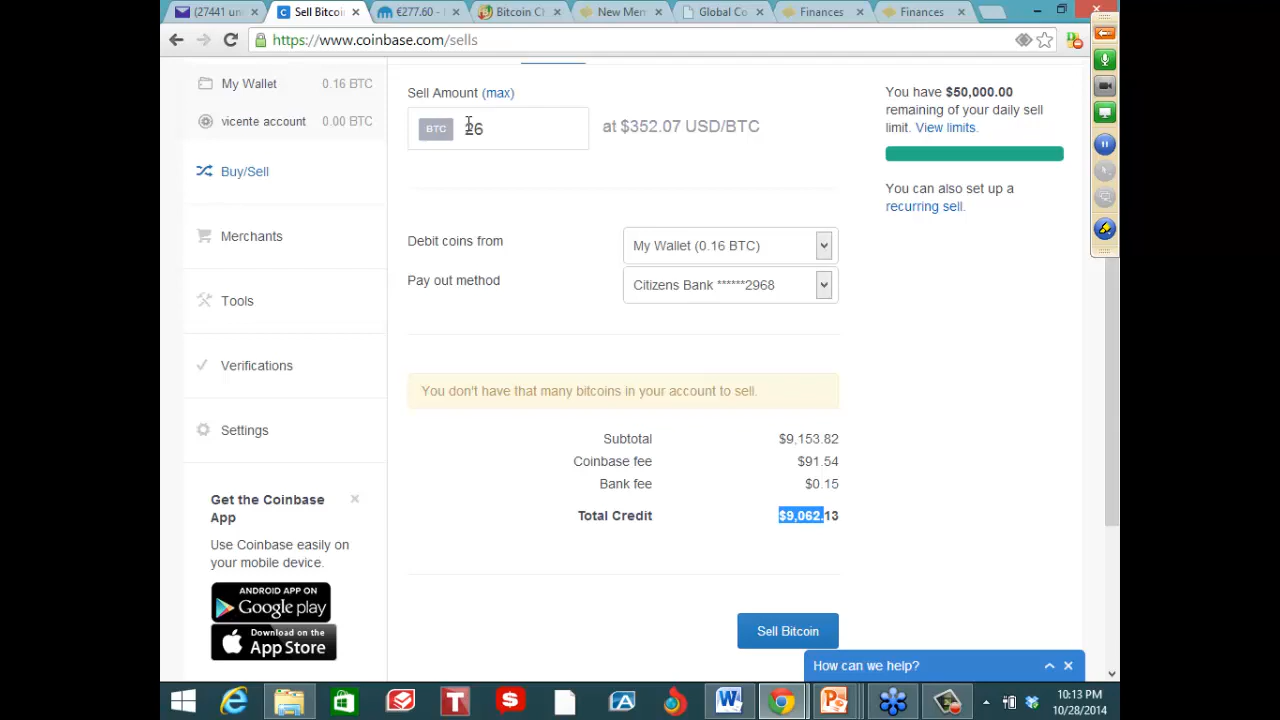 (27441 un
Sell Bitcoi
€277.60 -
Bitcoin Ch
New Mem
Global Co
Finances
Finances
https://www.coinbase.com/sells
My Wallet 0.16 BTC
vicente account 0.00 BTC
Buy/Sell
Merchants
Tools
Verifications
Settings
Get the Coinbase
App
Use Coinbase easily on
your mobile device.
ANDROID APP ON
Google play
Download on the
App Store
Sell Amount (max)
BTC 26
at $352.07 USD/BTC
Debit coins from
My Wallet (0.16 BTC)
Pay out method
Citizens Bank ******2968
You don't have that many bitcoins in your account to sell.
Subtotal $9,153.82
Coinbase fee $91.54
Bank fee $0.15
Total Credit $9,062.13
Sell Bitcoin
You have $50,000.00
remaining of your daily sell
limit. View limits.
You can also set up a
recurring sell.
How can we help?
10:13 PM
10/28/2014